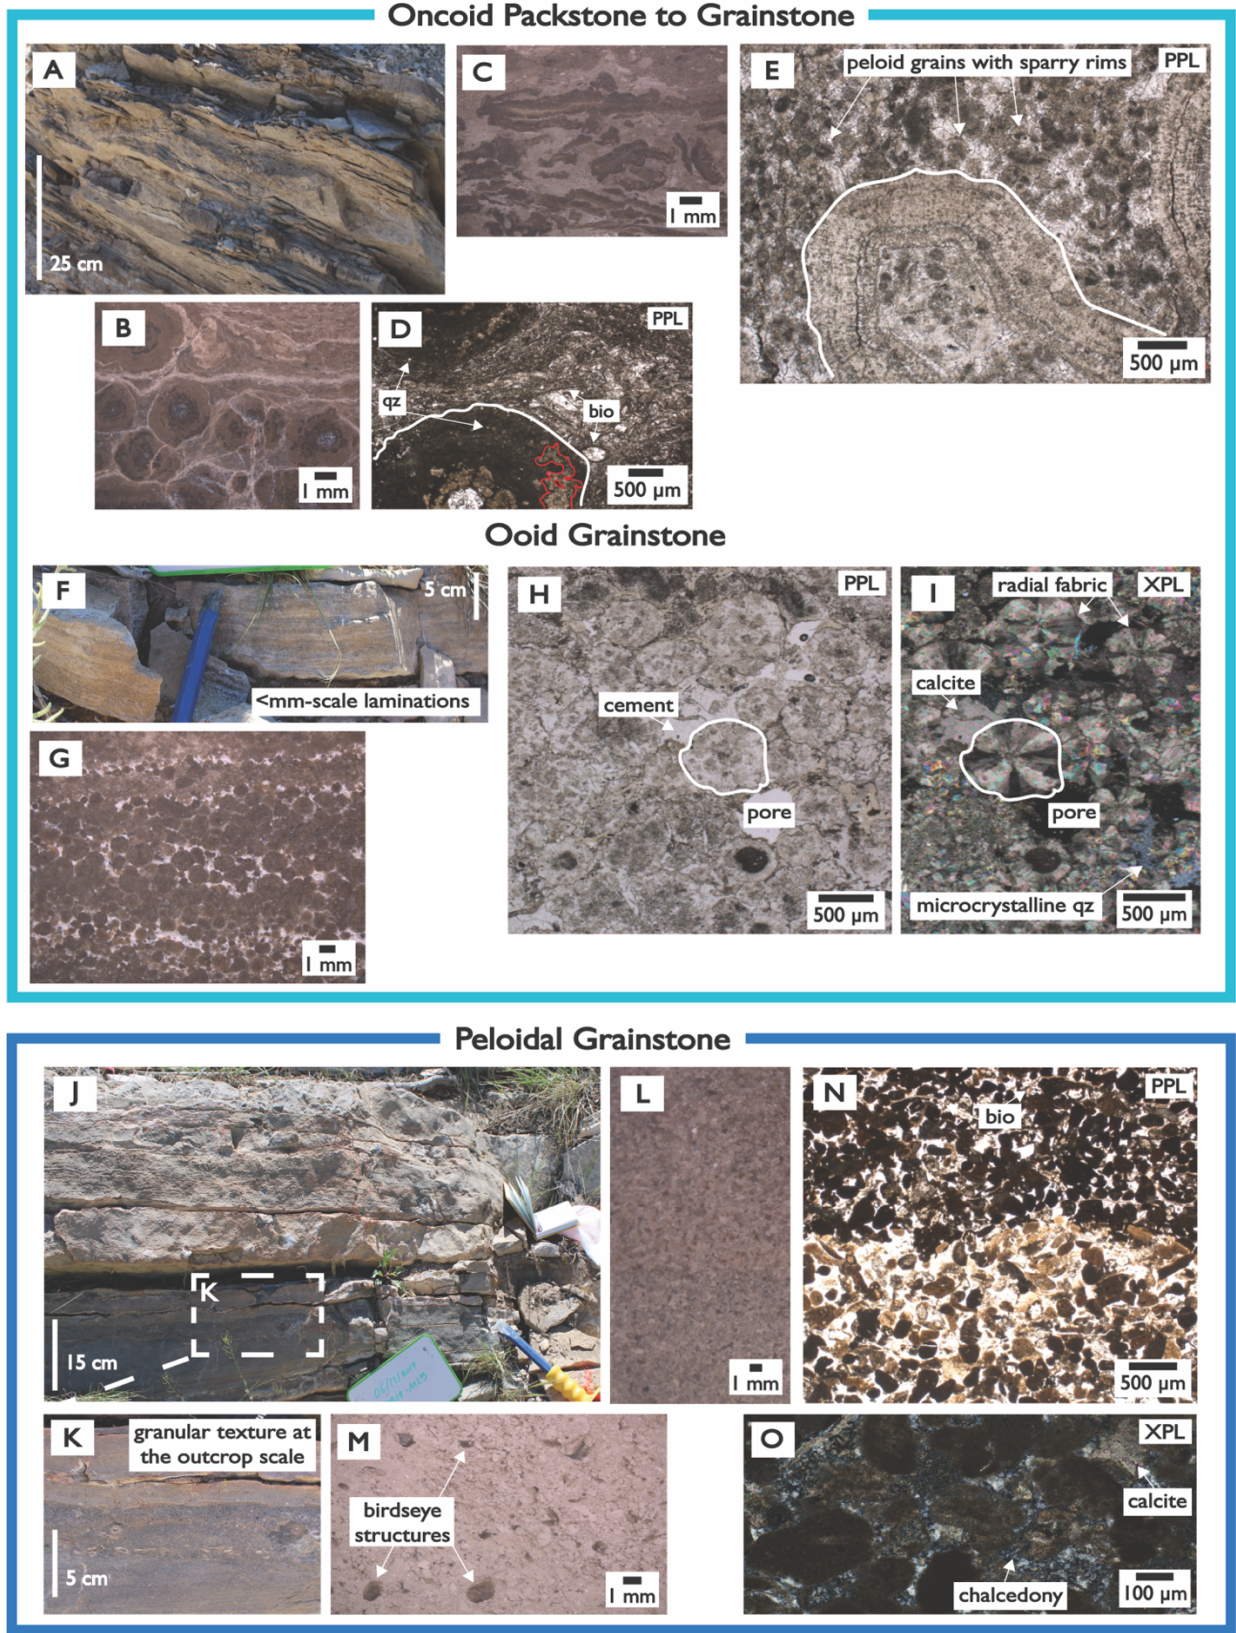 Oncoid Packstone to Grainstone
A
25 cm
C
1 mm
E
peloid grains with sparry rims
PPL
500 µm
B
1 mm
D
PPL
qz
bio
500 µm
Ooid Grainstone
F
5 cm
<mm-scale laminations
G
1 mm
H
PPL
cement
pore
500 µm
I
radial fabric
XPL
calcite
pore
microcrystalline qz
500 µm
Peloidal Grainstone
J
K
15 cm
L
1 mm
N
PPL
bio
500 µm
K
granular texture at
the outcrop scale
5 cm
M
birdseye
structures
1 mm
O
XPL
calcite
chalcedony
100 µm